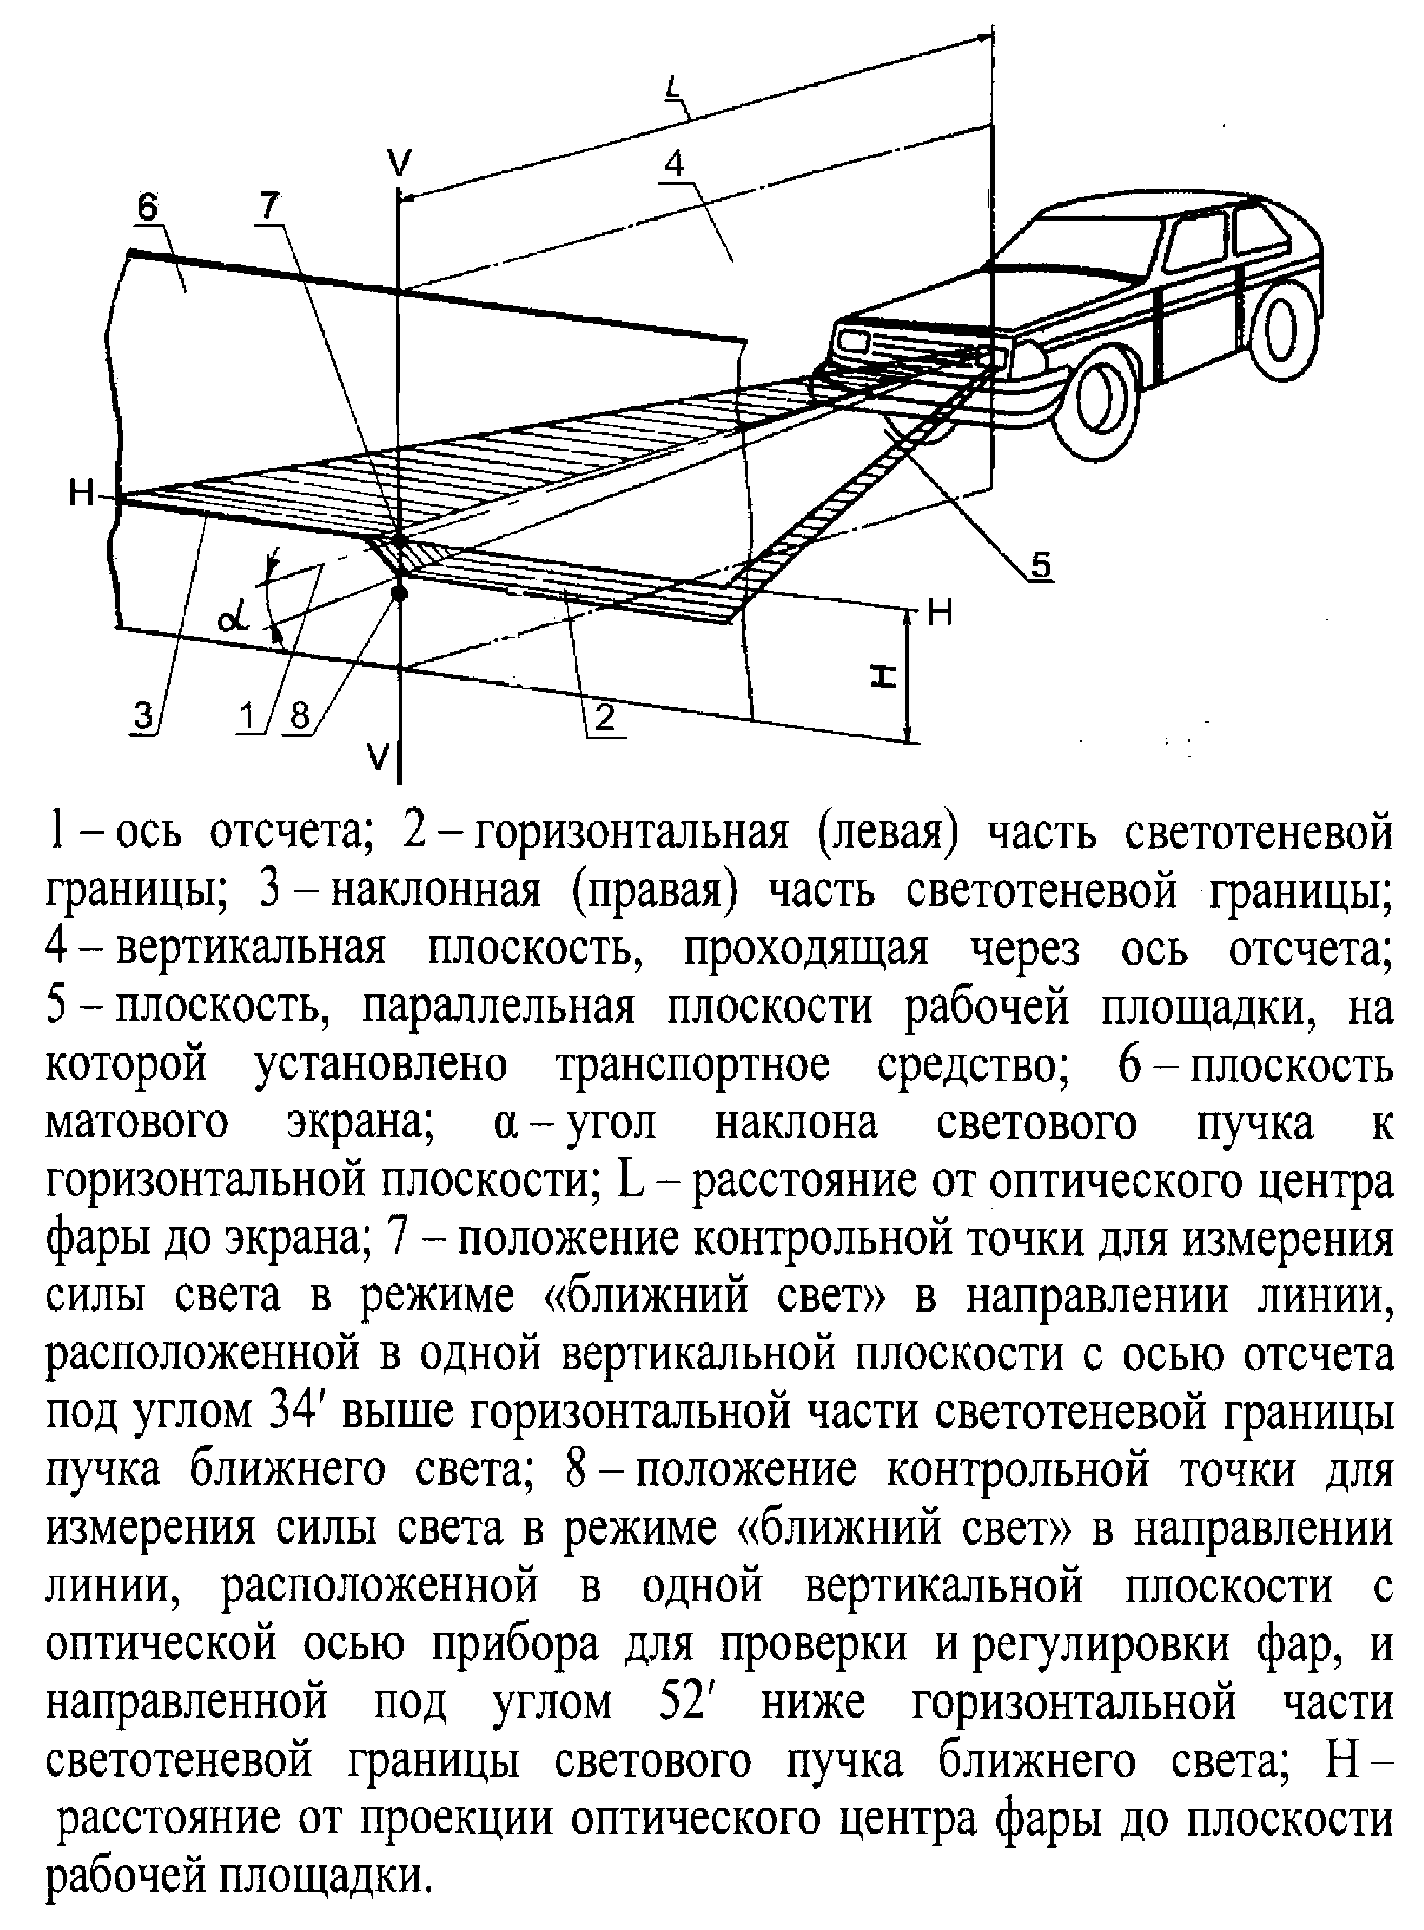 L
V
4
6
7
H
5
α
H
H
3
1
8
2
V
1 – ось отсчета; 2 – горизонтальная (левая) часть светотеневой
границы; 3 – наклонная (правая) часть светотеневой границы;
4 – вертикальная плоскость, проходящая через ось отсчета;
5 – плоскость, параллельная плоскости рабочей площадки, на
которой установлено транспортное средство; 6 – плоскость
матового экрана; α – угол наклона светового пучка к
горизонтальной плоскости; L – расстояние от оптического центра
фары до экрана; 7 – положение контрольной точки для измерения
силы света в режиме «ближний свет» в направлении линии,
расположенной в одной вертикальной плоскости с осью отсчета
под углом 34′ выше горизонтальной части светотеневой границы
пучка ближнего света; 8 – положение контрольной точки для
измерения силы света в режиме «ближний свет» в направлении
линии, расположенной в одной вертикальной плоскости с
оптической осью прибора для проверки и регулировки фар, и
направленной под углом 52′ ниже горизонтальной части
светотеневой границы светового пучка ближнего света; Н –
расстояние от проекции оптического центра фары до плоскости
рабочей площадки.